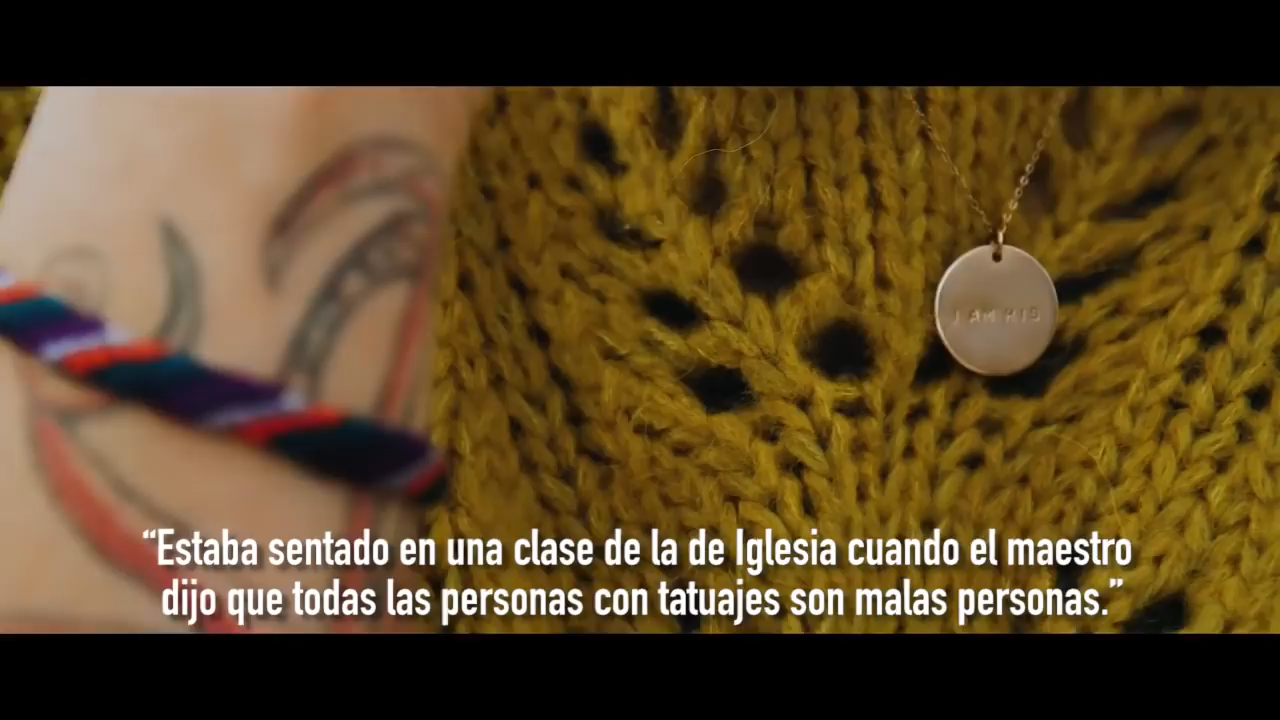 I AM HIS
“Estaba sentado en una clase de la de Iglesia cuando el maestro
dijo que todas las personas con tatuajes son malas personas.”